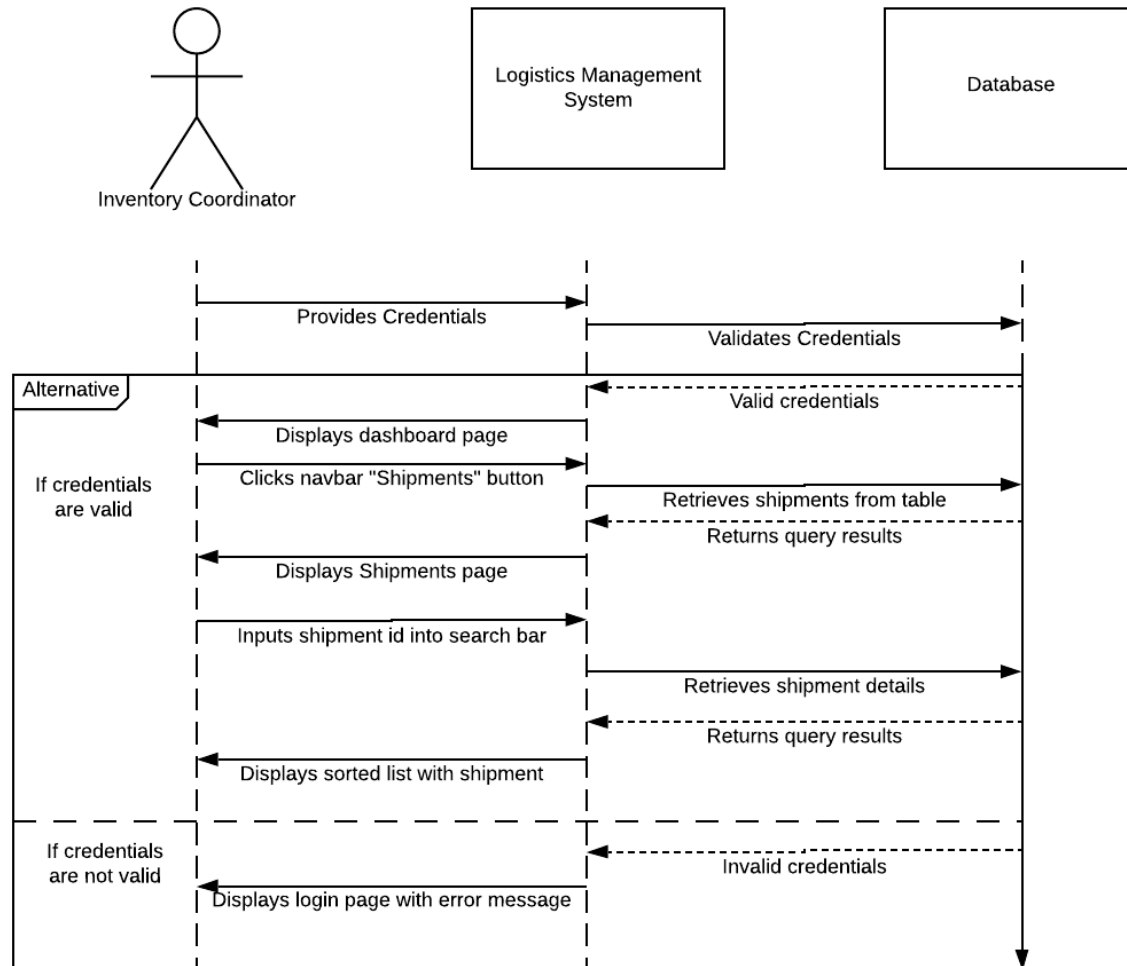 Logistics Management
System
Database
Inventory Coordinator
Provides Credentials
Validates Credentials
Alternative
Valid credentials
Displays dashboard page
If credentials
are valid
Clicks navbar "Shipments" button
Retrieves shipments from table
Returns query results
Displays Shipments page
Inputs shipment id into search bar
Retrieves shipment details
Returns query results
Displays sorted list with shipment
If credentials
are not valid
Invalid credentials
Displays login page with error message